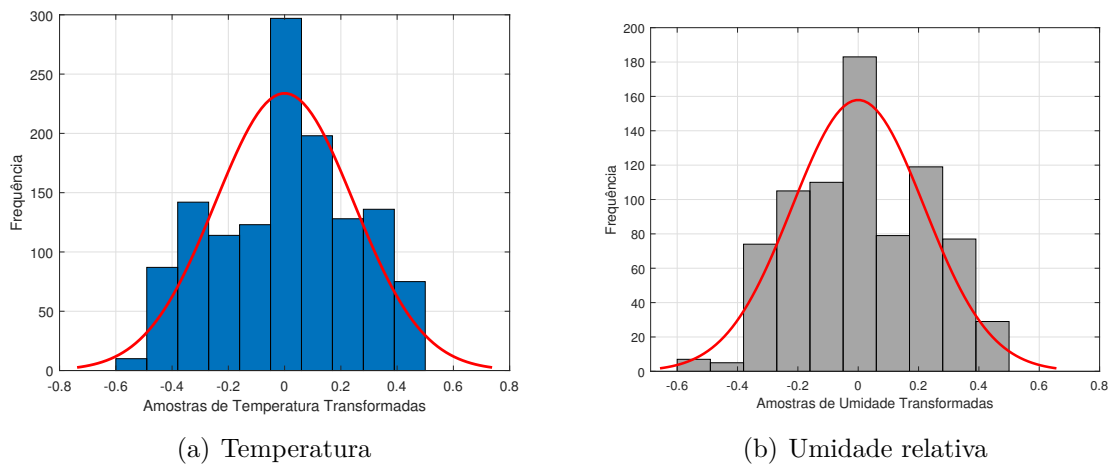 300
250
200
150
100
50
0
Frequência
-0.8 -0.6 -0.4 -0.2 0 0.2 0.4 0.6 0.8
Amostras de Temperatura Transformadas
(a) Temperatura
200
180
160
140
120
100
80
60
40
20
0
Frequência
-0.6 -0.4 -0.2 0 0.2 0.4 0.6 0.8
Amostras de Umidade Transformadas
(b) Umidade relativa